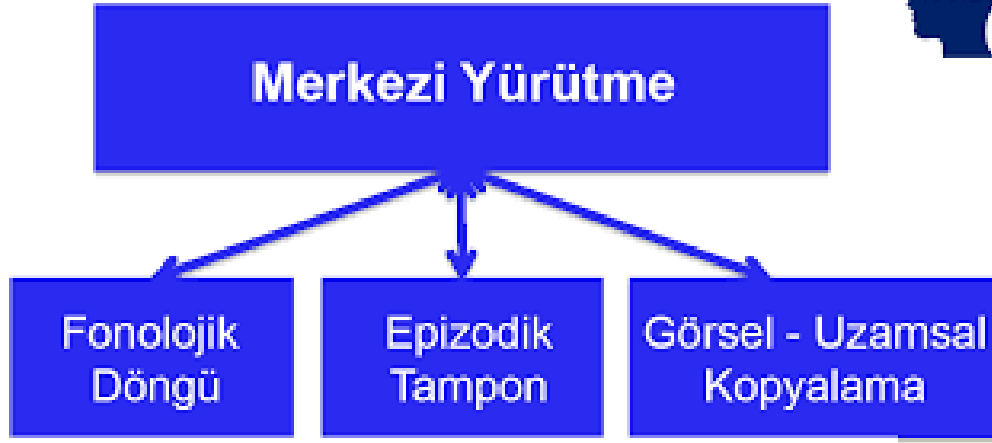 Merkezi Yürütme
Fonolojik
Döngü
Epizodik
Tampon
Görsel - Uzamsal
Kopyalama